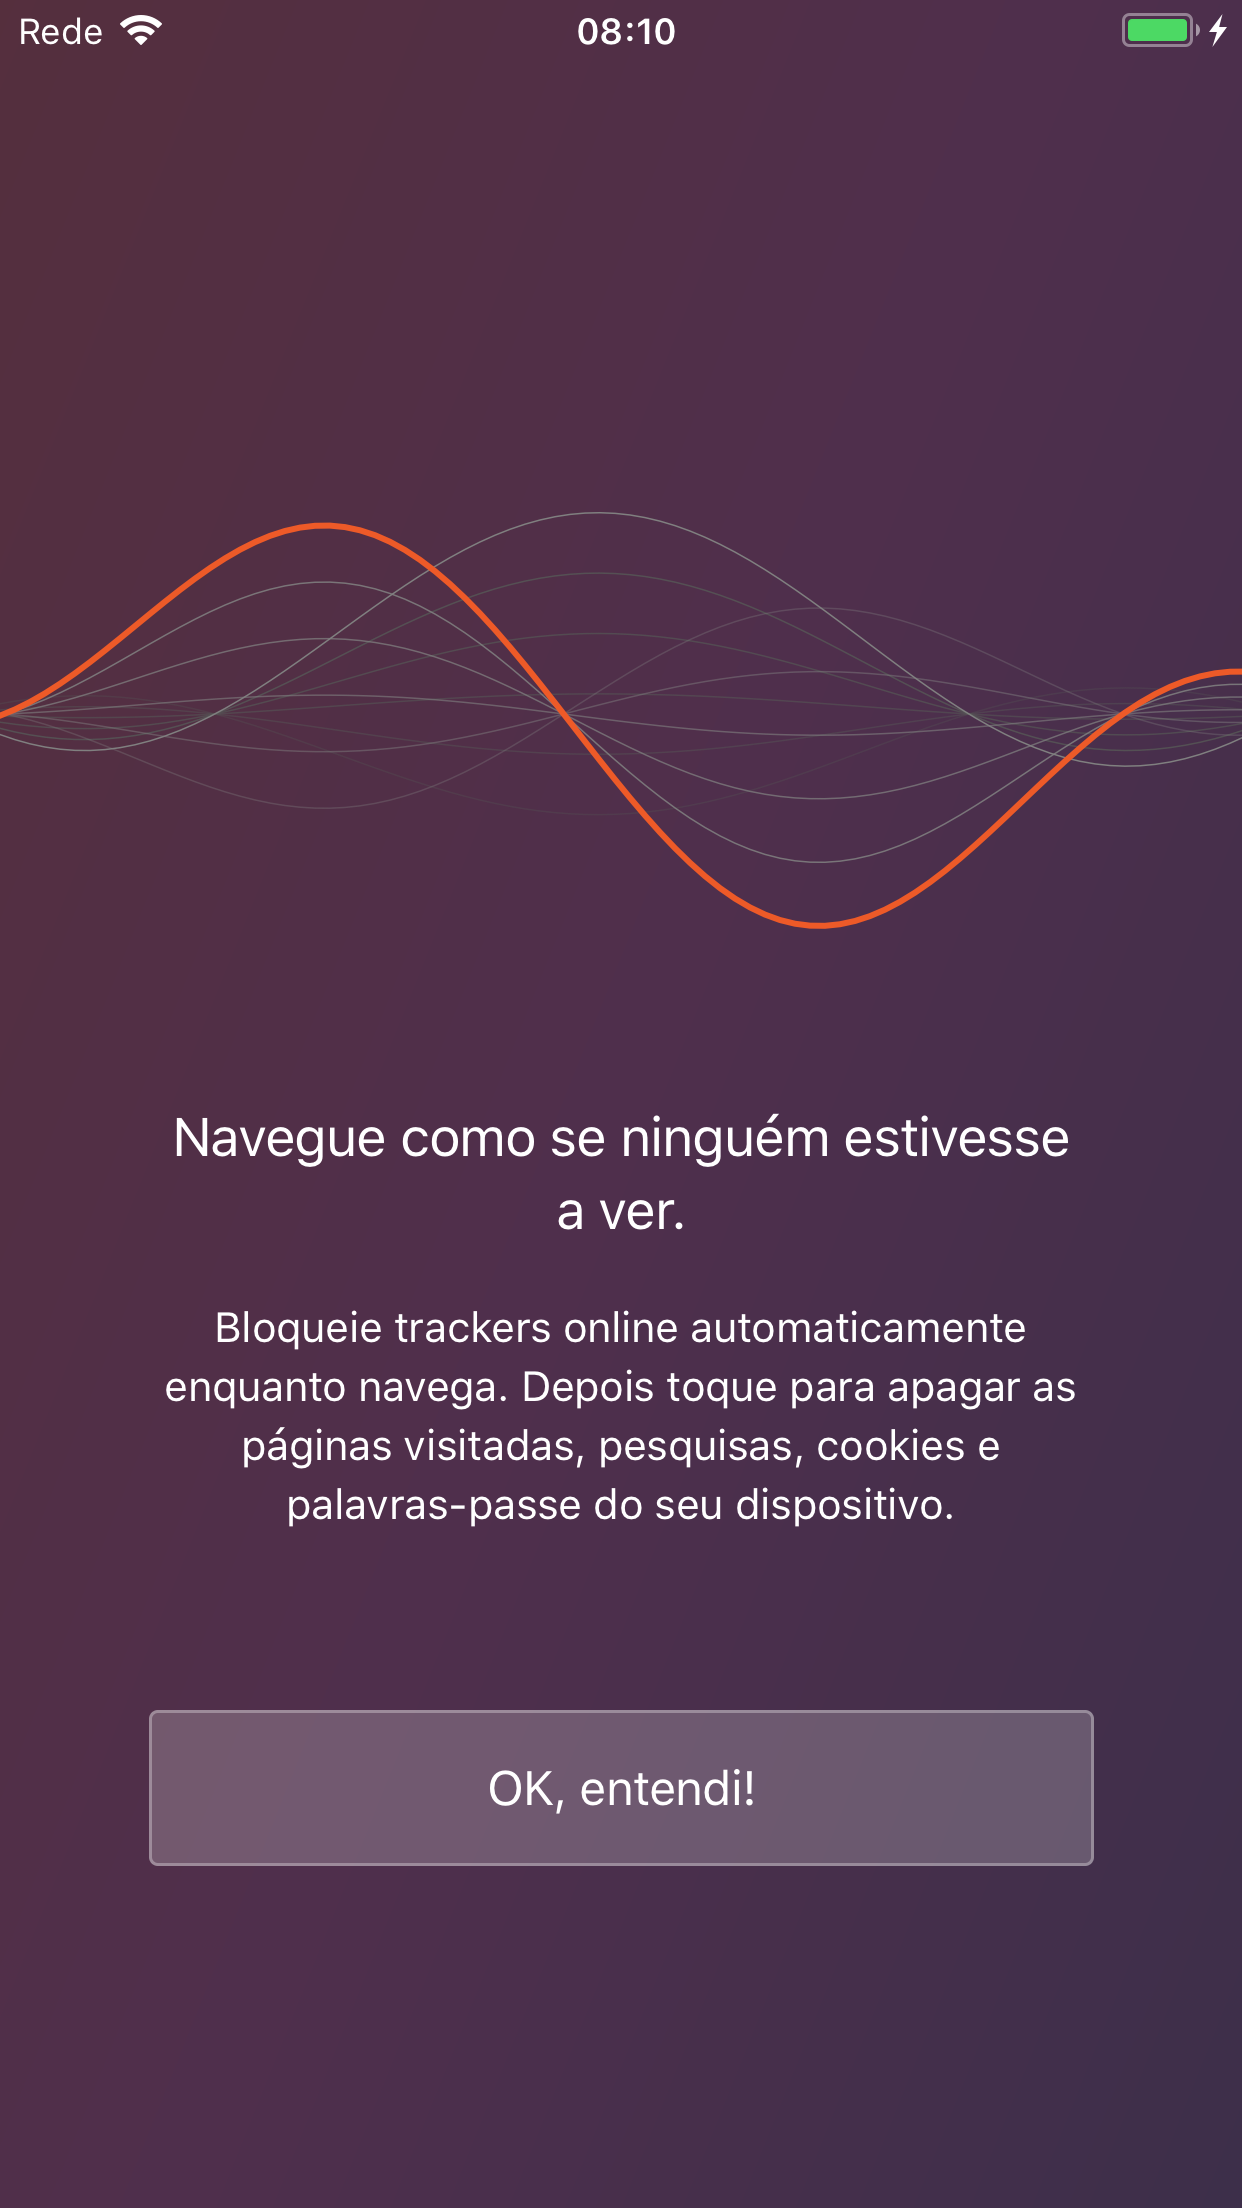 Rede 08:10
Navegue como se ninguém estivesse
a ver.
Bloqueie trackers online automaticamente
enquanto navega. Depois toque para apagar as
páginas visitadas, pesquisas, cookies e
palavras-passe do seu dispositivo.
OK, entendi!